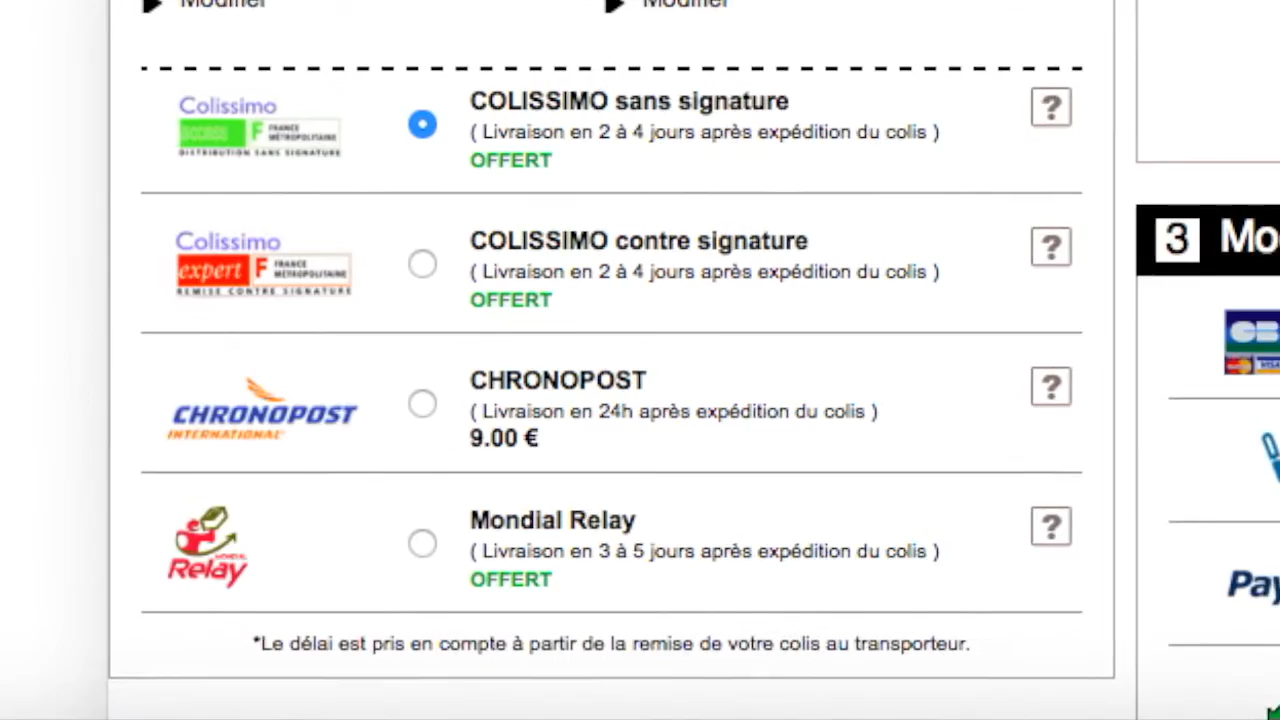 Modifier Modifier
Colissimo
F FRANCE MÉTROPOLITAINE
DISTRIBUTION SANS SIGNATURE
COLISSIMO sans signature
( Livraison en 2 à 4 jours après expédition du colis )
OFFERT
?
Colissimo
expert F FRANCE MÉTROPOLITAINE
REMISE CONTRE SIGNATURE
COLISSIMO contre signature
( Livraison en 2 à 4 jours après expédition du colis )
OFFERT
?
CHRONOPOST
INTERNATIONAL
CHRONOPOST
( Livraison en 24h après expédition du colis )
9.00 €
?
MONDIAL
Relay
Mondial Relay
( Livraison en 3 à 5 jours après expédition du colis )
OFFERT
?
*Le délai est pris en compte à partir de la remise de votre colis au transporteur.
3 Mo
CB
VISA
Pay